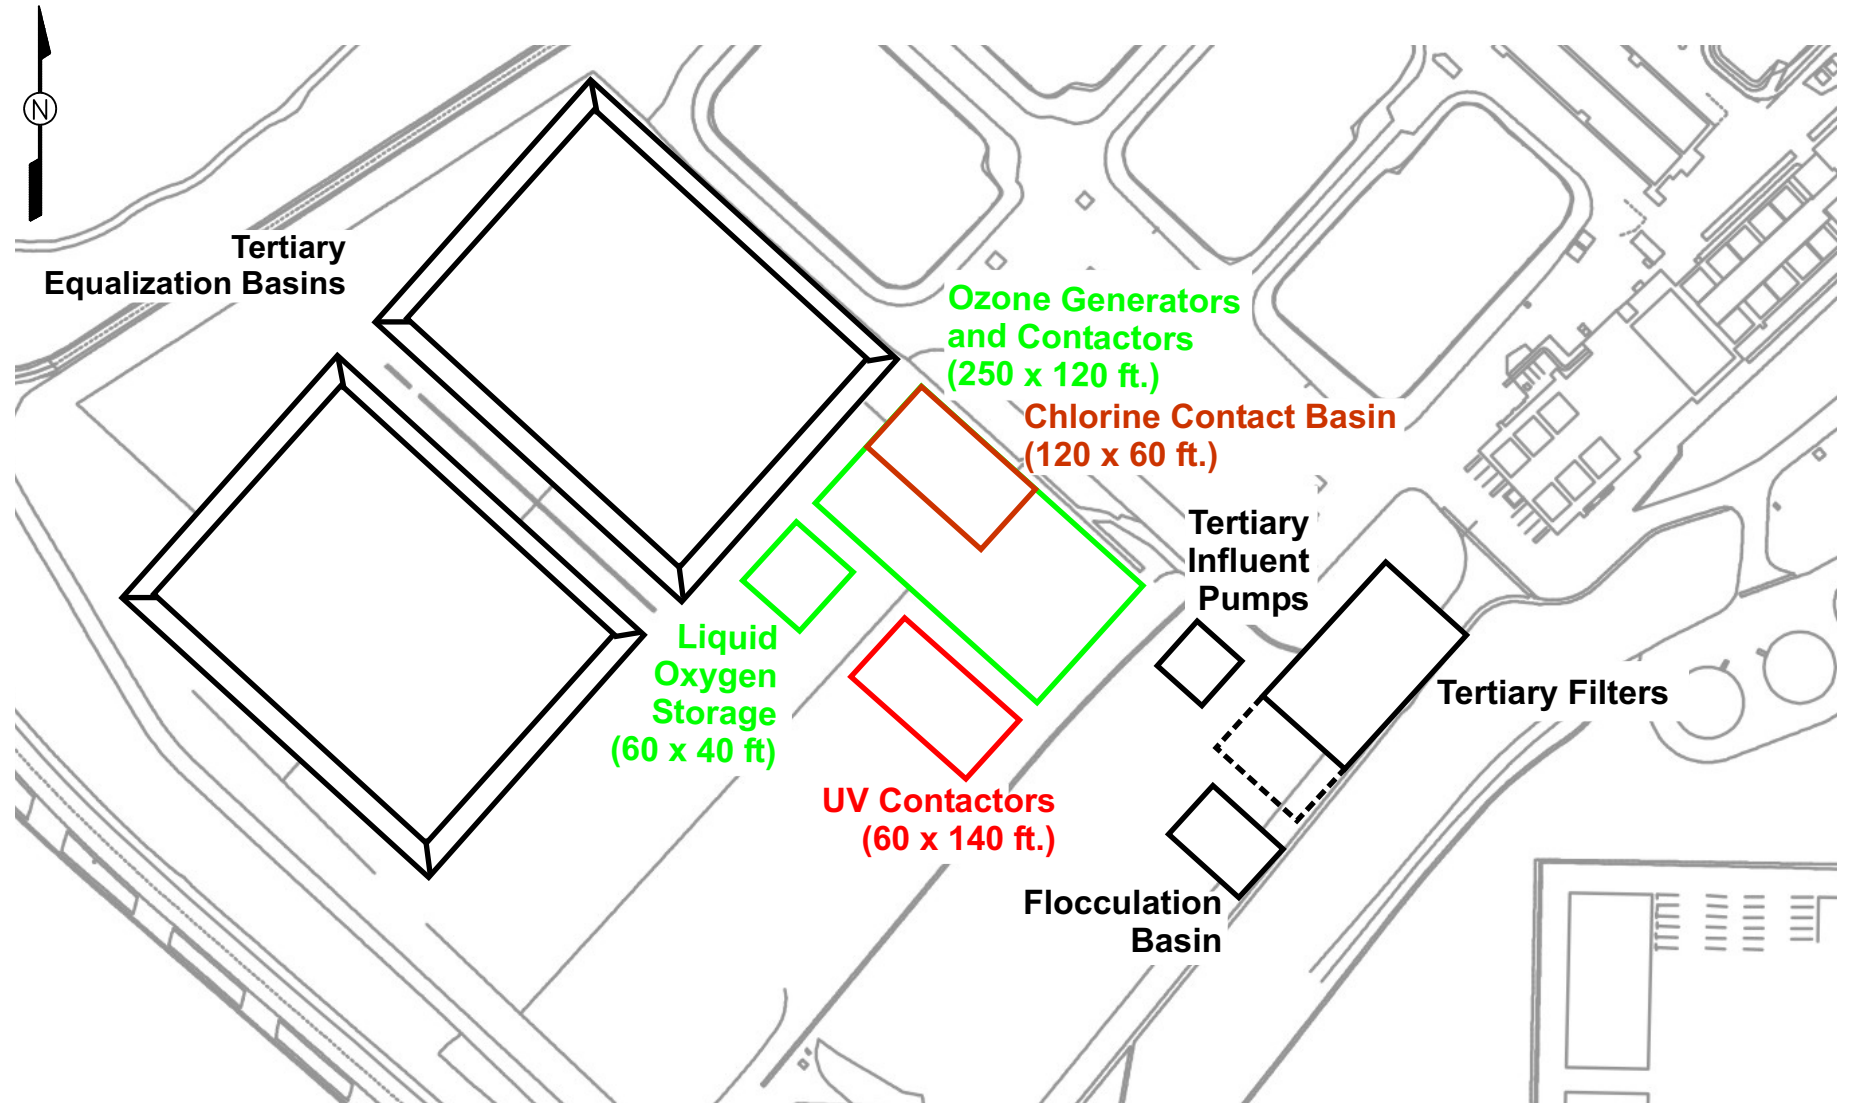 N
Tertiary
Equalization Basins
Ozone Generators
and Contactors
(250 x 120 ft.)
Chlorine Contact Basin
(120 x 60 ft.)
Tertiary
Influent
Pumps
Liquid
Oxygen
Storage
(60 x 40 ft)
Tertiary Filters
UV Contactors
(60 x 140 ft.)
Flocculation
Basin